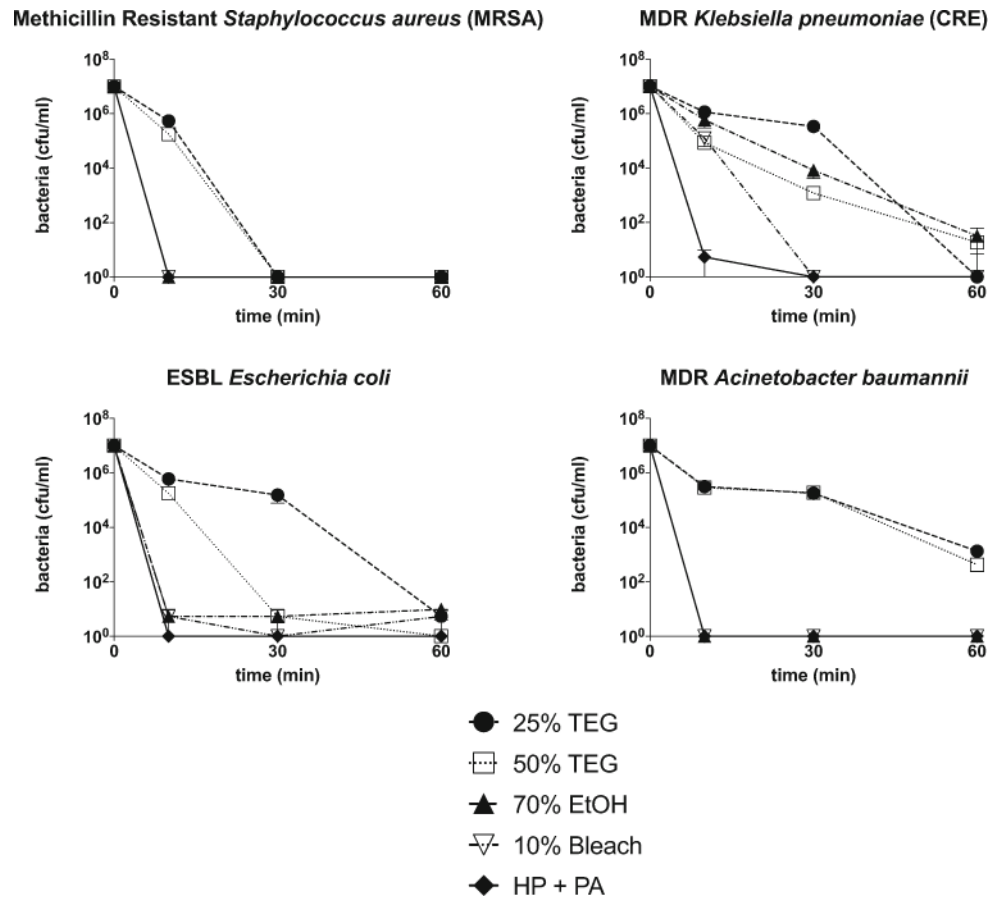 Methicillin Resistant Staphylococcus aureus (MRSA)
10⁸
10⁶
10⁴
10²
10⁰
bacteria (cfu/ml)
0
30
60
time (min)
MDR Klebsiella pneumoniae (CRE)
10⁸
10⁶
10⁴
10²
10⁰
bacteria (cfu/ml)
0
30
60
time (min)
ESBL Escherichia coli
10⁸
10⁶
10⁴
10²
10⁰
bacteria (cfu/ml)
0
30
60
time (min)
MDR Acinetobacter baumannii
10⁸
10⁶
10⁴
10²
10⁰
bacteria (cfu/ml)
0
30
60
time (min)
25% TEG
50% TEG
70% EtOH
10% Bleach
HP + PA